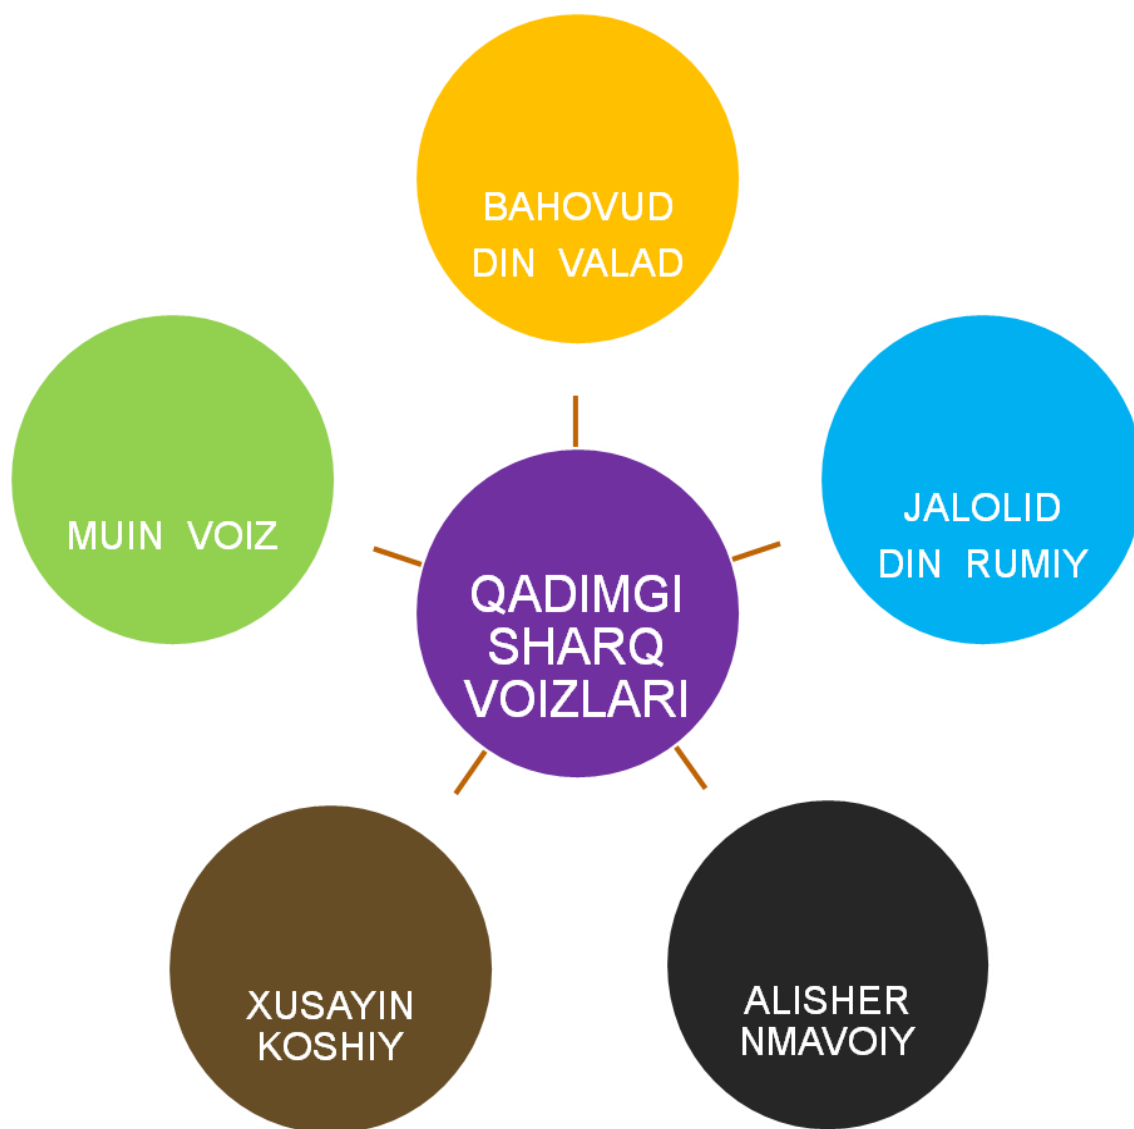 BAHOVUD
DIN VALAD
MUIN VOIZ
JALOLID
DIN RUMIY
QADIMGI
SHARQ
VOIZLARI
XUSAYIN
KOSHIY
ALISHER
NMAVOIY